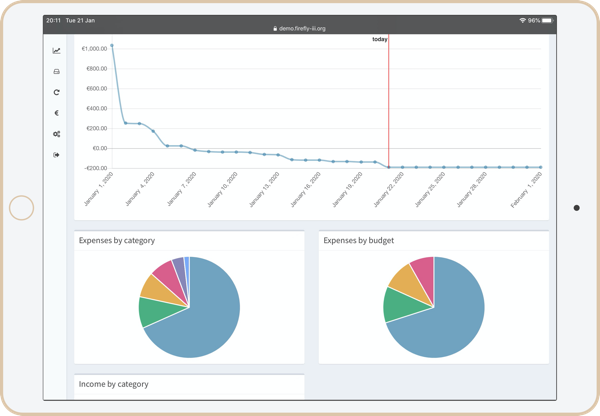 20:11 Tue 21 Jan
96%
demo.firefly-iii.org
today
€1,000.00
€800.00
€600.00
€400.00
€200.00
€0.00
-€200.00
January 1, 2020
January 4, 2020
January 7, 2020
January 10, 2020
January 13, 2020
January 16, 2020
January 19, 2020
January 22, 2020
January 25, 2020
January 28, 2020
February 1, 2020
Expenses by category
Expenses by budget
Income by category